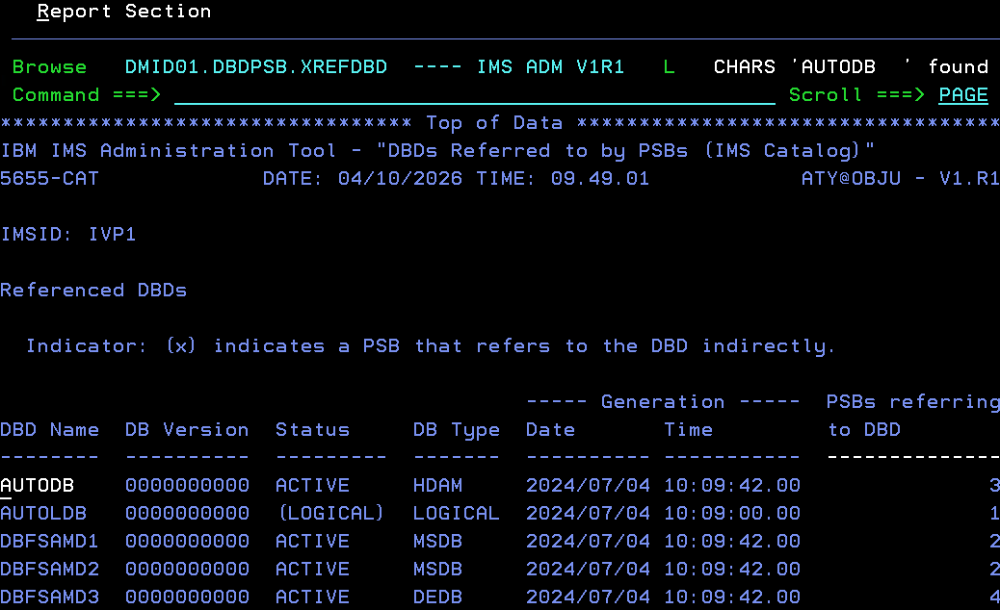 Report Section
Browse   DMID01.DBDPSB.XREFDBD  ---- IMS ADM V1R1   L   CHARS 'AUTODB  ' found
Command ===>                                                  Scroll ===> PAGE
********************************* Top of Data **********************************
IBM IMS Administration Tool - "DBDs Referred to by PSBs (IMS Catalog)"
5655-CAT             DATE: 04/10/2026 TIME: 09.49.01            ATY@OBJU - V1.R1
IMSID: IVP1
Referenced DBDs
  Indicator: (x) indicates a PSB that refers to the DBD indirectly.
                                          ----- Generation -----  PSBs referring
DBD Name  DB Version  Status     DB Type  Date       Time         to DBD
--------  ----------  ---------  -------  ---------- -----------  --------------
AUTODB    0000000000  ACTIVE     HDAM     2024/07/04 10:09:42.00               3
AUTOLDB   0000000000  (LOGICAL)  LOGICAL  2024/07/04 10:09:00.00               1
DBFSAMD1  0000000000  ACTIVE     MSDB     2024/07/04 10:09:42.00               2
DBFSAMD2  0000000000  ACTIVE     MSDB     2024/07/04 10:09:42.00               2
DBFSAMD3  0000000000  ACTIVE     DEDB     2024/07/04 10:09:42.00               4